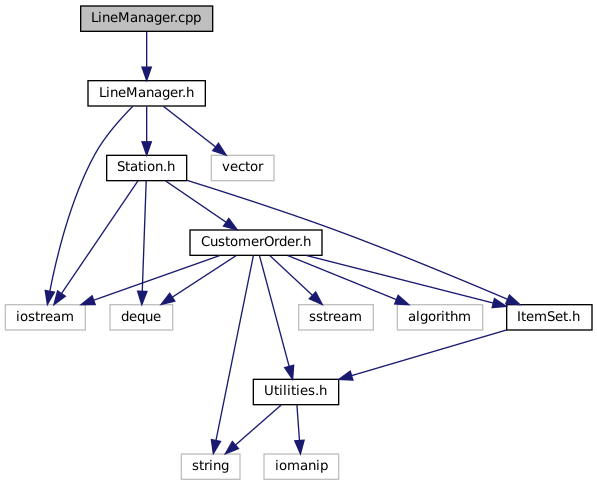 LineManager.cpp
LineManager.h
Station.h
vector
CustomerOrder.h
iostream
deque
sstream
algorithm
ItemSet.h
Utilities.h
string
iomanip